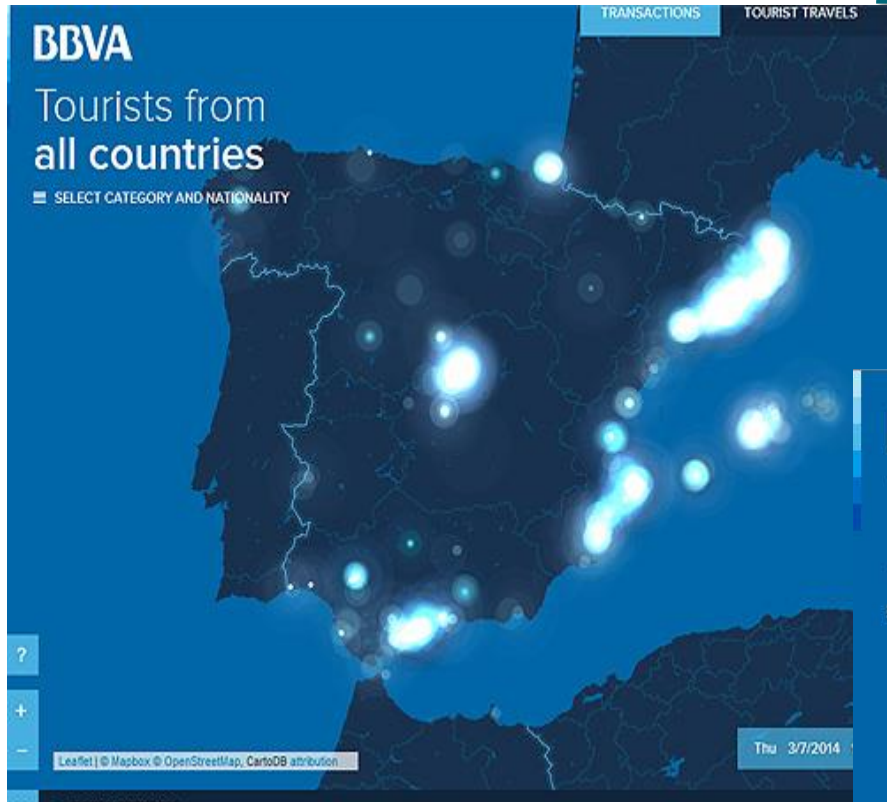 TRANSACTIONS TOURIST TRAVELS
BBVA
Tourists from
all countries
SELECT CATEGORY AND NATIONALITY
?
+
−
Leaflet | © Mapbox © OpenStreetMap, CartoDB attribution
Thu 3/7/2014